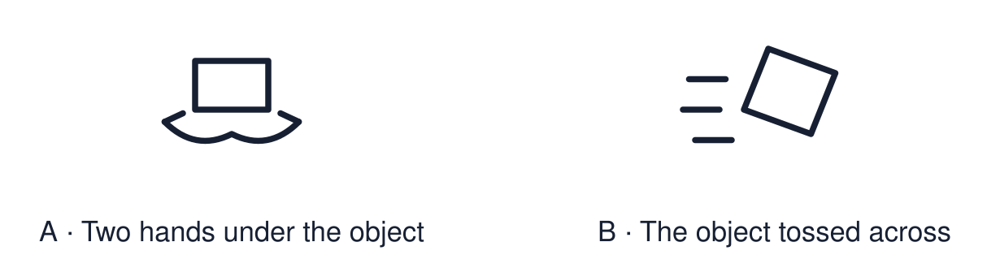 A · Two hands under the object
B · The object tossed across